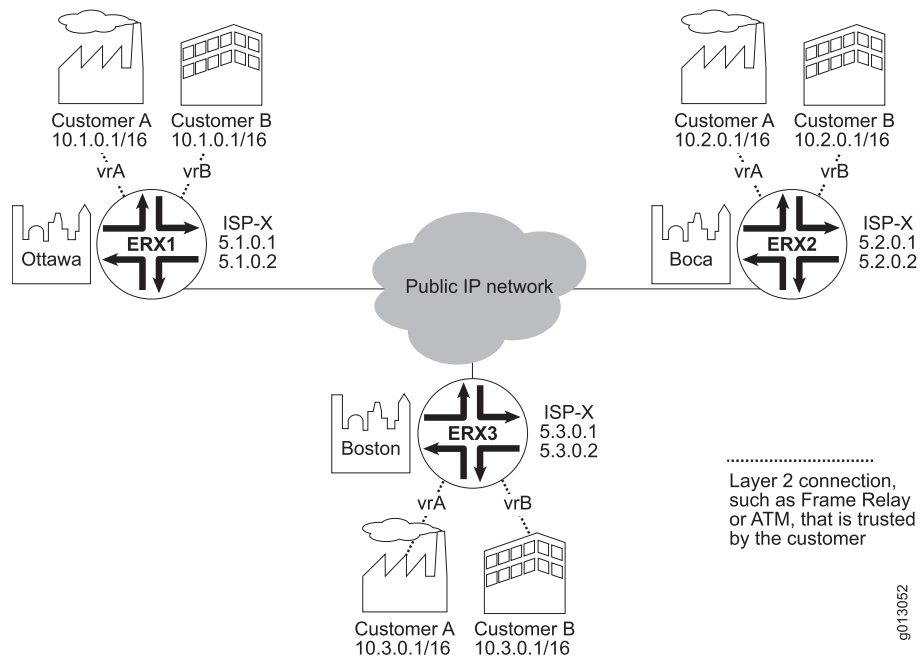 Customer A
10.1.0.1/16
Customer B
10.1.0.1/16
vrA
vrB
Ottawa
ERX1
ISP-X
5.1.0.1
5.1.0.2
Customer A
10.2.0.1/16
Customer B
10.2.0.1/16
vrA
vrB
Boca
ERX2
ISP-X
5.2.0.1
5.2.0.2
Public IP network
Boston
ERX3
ISP-X
5.3.0.1
5.3.0.2
vrA
vrB
Customer A
10.3.0.1/16
Customer B
10.3.0.1/16
Layer 2 connection,
such as Frame Relay
or ATM, that is trusted
by the customer
g013052